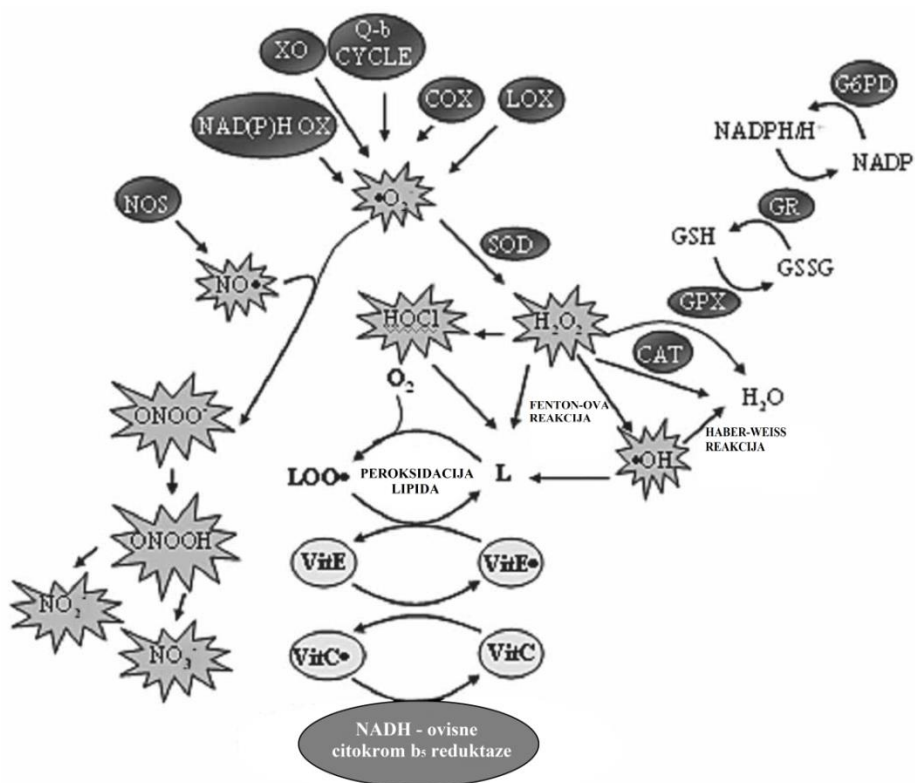 XO
Q-b
CYCLE
COX
LOX
NAD(P)H OX
G6PD
NADPH/H
NADP
NOS
•O₂⁻
GR
SOD
GSH
GSSG
NO•
GPX
HOCl
H₂O₂
CAT
O₂
H₂O
ONOO⁻
FENTON-OVA
REAKCIJA
HABER-WEISS
REAKCIJA
•OH
LOO•
PEROKSIDACIJA
LIPIDA
L
ONOOH
VitE
VitE•
NO₂⁻
NO₃⁻
VitC•
VitC
NADH - ovisne
citokrom b₅ reduktaze